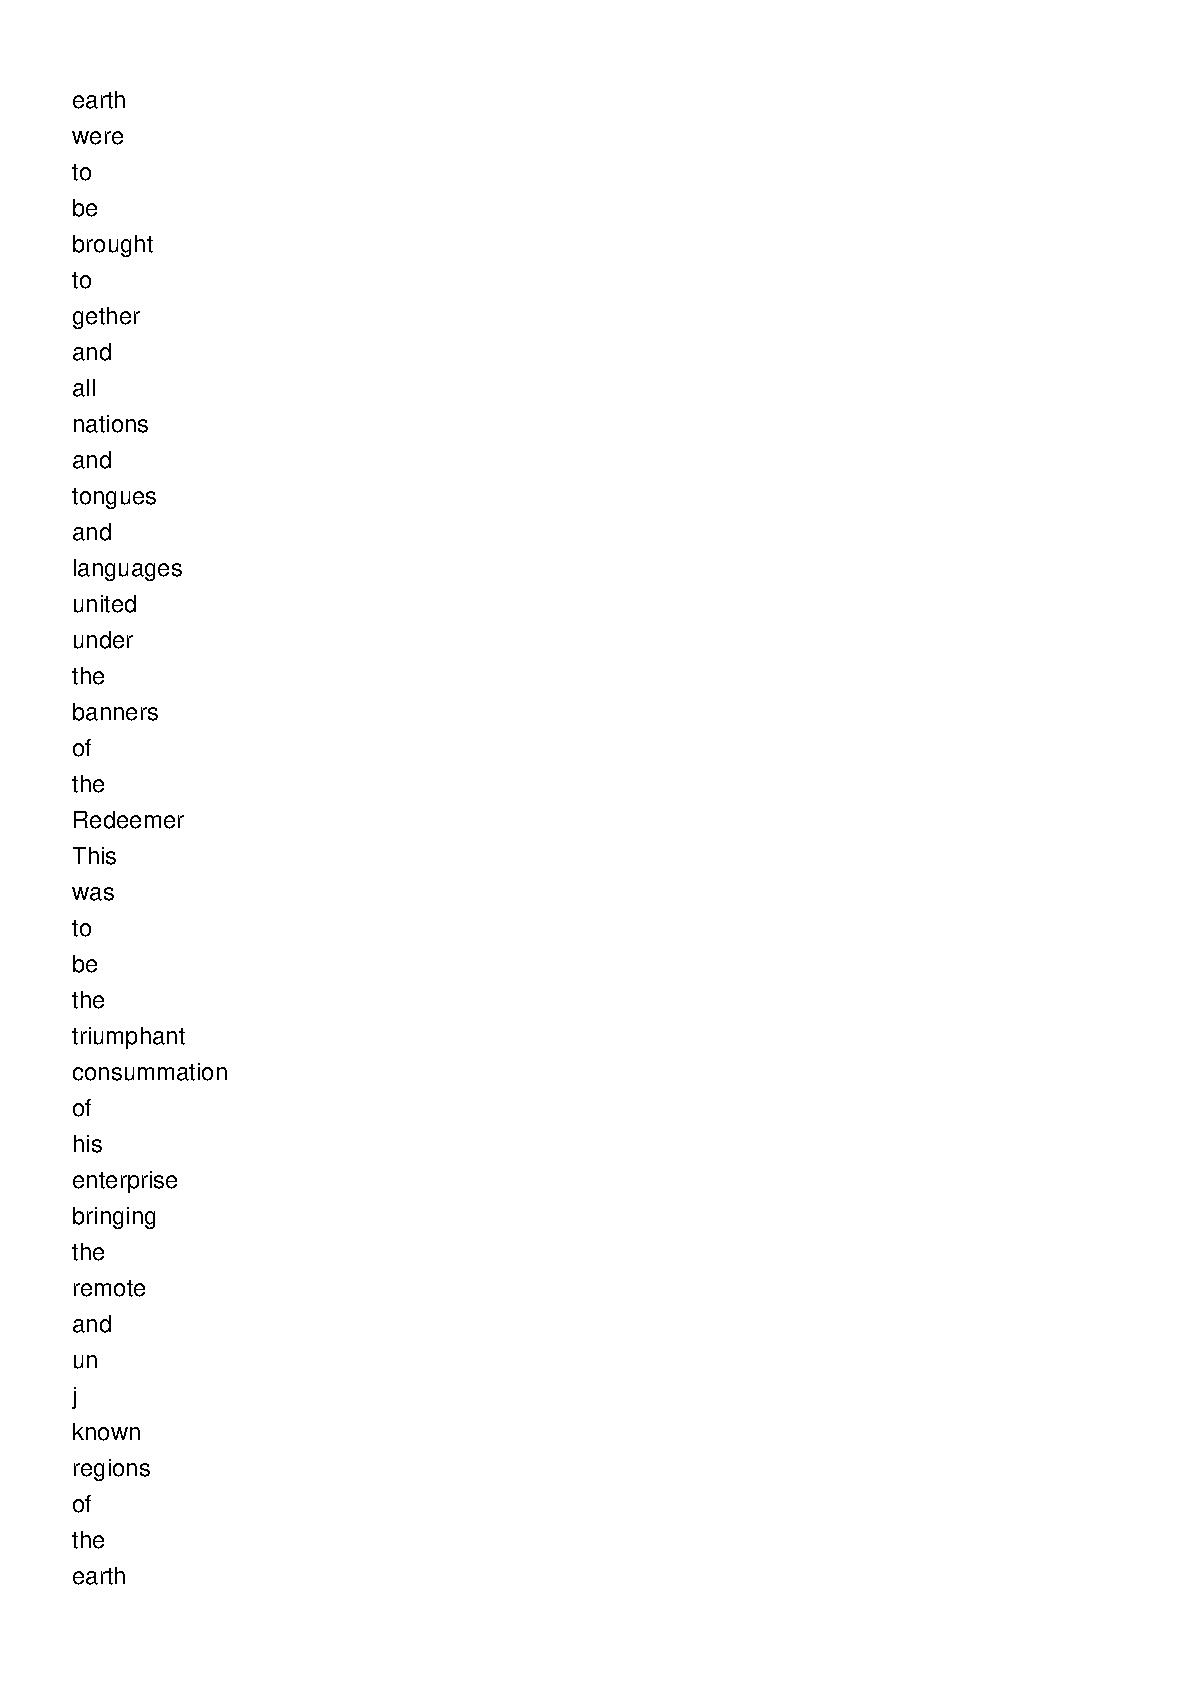 earth
were
to
be
brought
to
gether
and
all
nations
and
tongues
and
languages
united
under
the
banners
of
the
Redeemer
This
was
to
be
the
triumphant
consummation
of
his
enterprise
bringing
the
remote
and
un
j
known
regions
of
the
earth